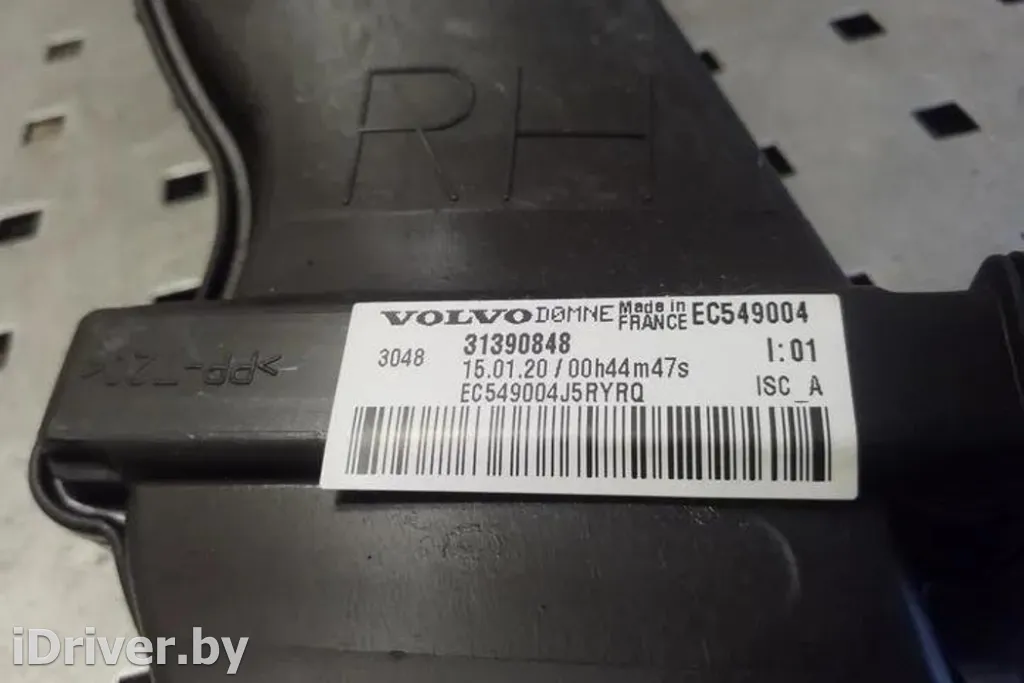 RH
VOLVO DØMNE Made in FRANCE EC549004
3048 31390848 I:01
15.01.20 / 00h44m47s
EC549004J5RYRQ ISC_A
>PP-T20<
iDriver.by